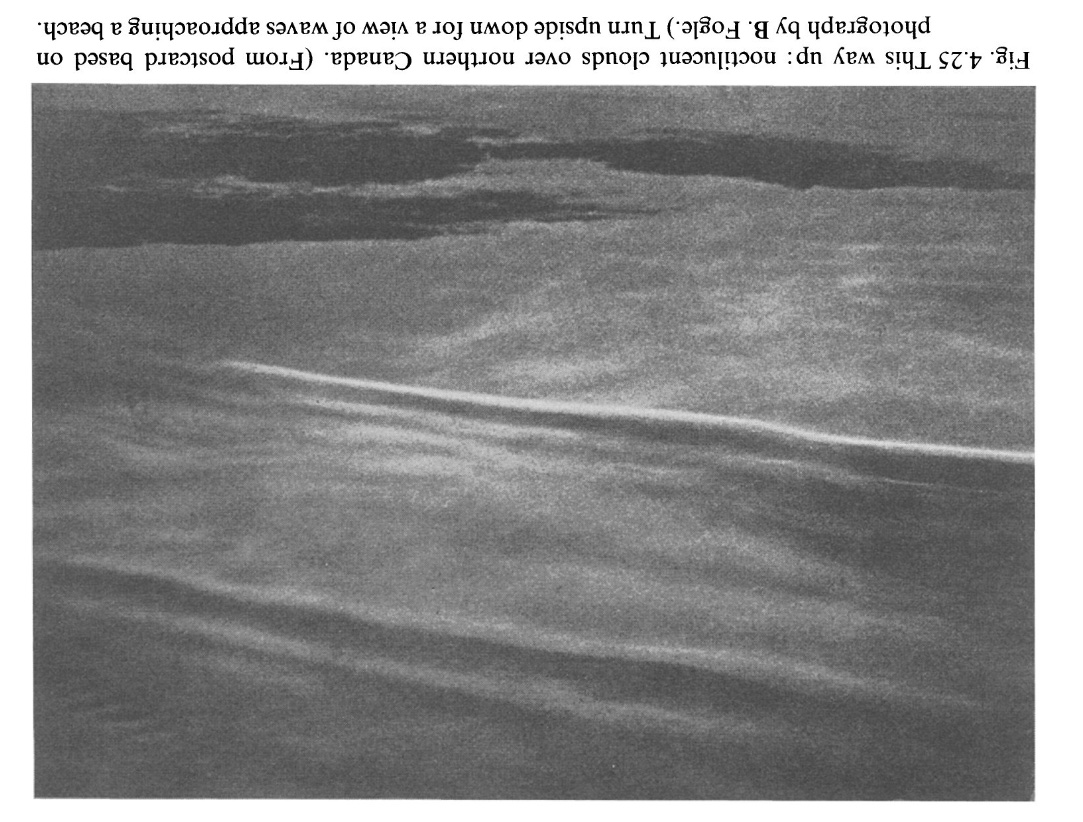 Fig. 4.25 This way up: noctilucent clouds over northern Canada. (From postcard based on
photograph by B. Fogle.) Turn upside down for a view of waves approaching a beach.